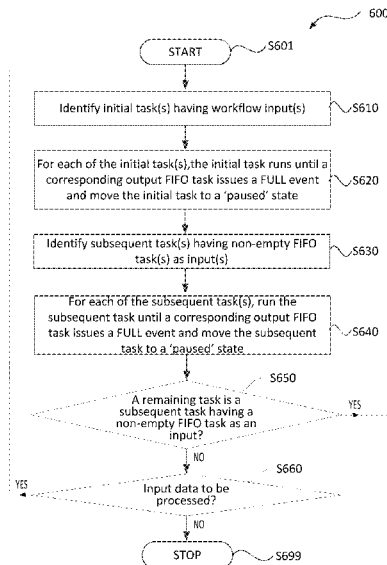 600
START
S601
Identify initial task(s) having workflow input(s)
S610
For each of the initial task(s),the initial task runs until a
corresponding output FIFO task issues a FULL event
and move the initial task to a 'paused' state
S620
Identify subsequent task(s) having non-empty FIFO
task(s) as inputs(s)
S630
For each of the subsequent task(s), run the
subsequent task until a corresponding output FIFO
task issues a FULL event and move the subsequent
task to a 'paused' state
S640
S650
A remaining task is a
subsequent task having a
non-empty FIFO task as an
input?
YES
NO
S660
YES
Input data to be
processed?
NO
STOP
S699